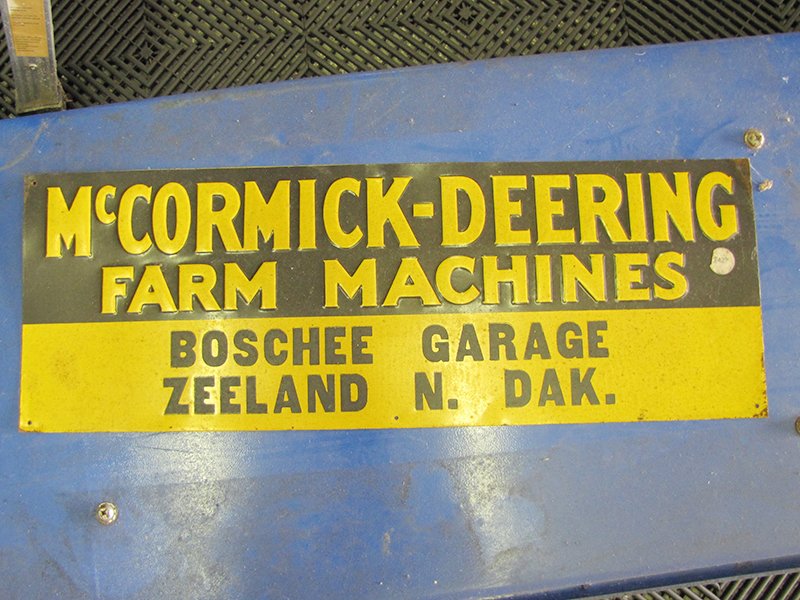 McCORMICK-DEERING
FARM MACHINES
BOSCHEE GARAGE
ZEELAND N. DAK.